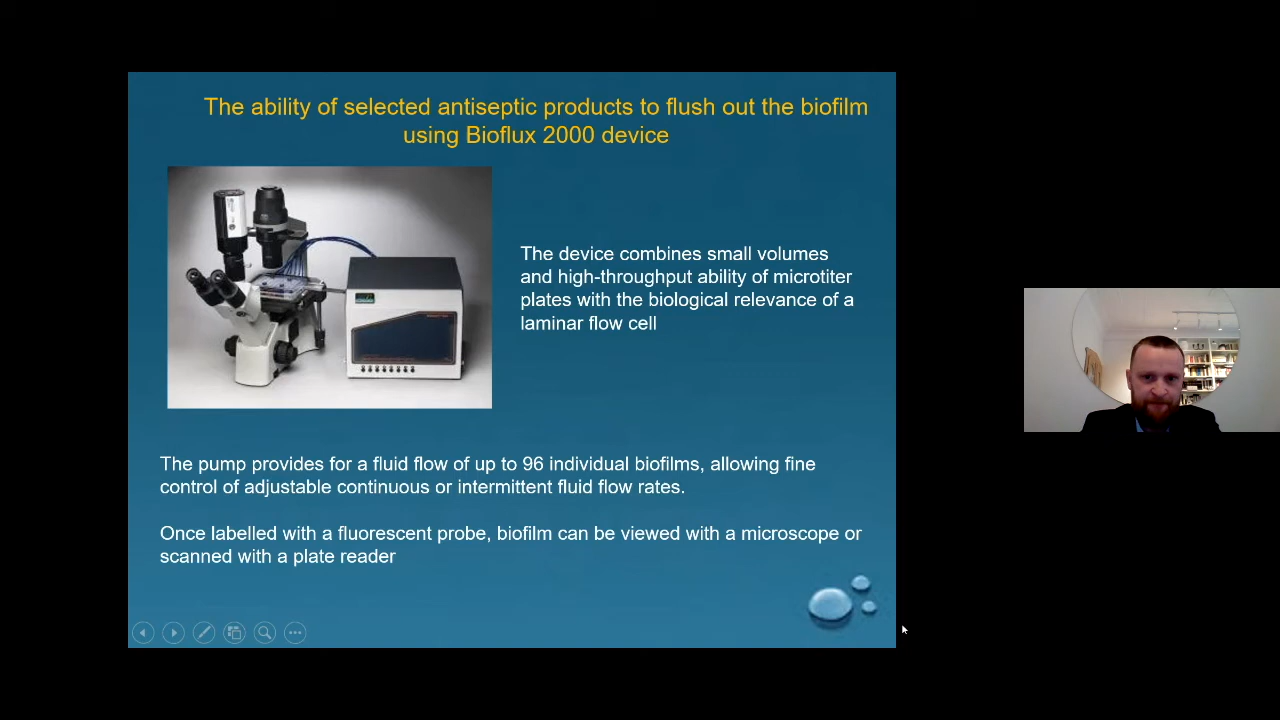 The ability of selected antiseptic products to flush out the biofilm
using Bioflux 2000 device
The device combines small volumes
and high-throughput ability of microtiter
plates with the biological relevance of a
laminar flow cell
The pump provides for a fluid flow of up to 96 individual biofilms, allowing fine
control of adjustable continuous or intermittent fluid flow rates.
Once labelled with a fluorescent probe, biofilm can be viewed with a microscope or
scanned with a plate reader